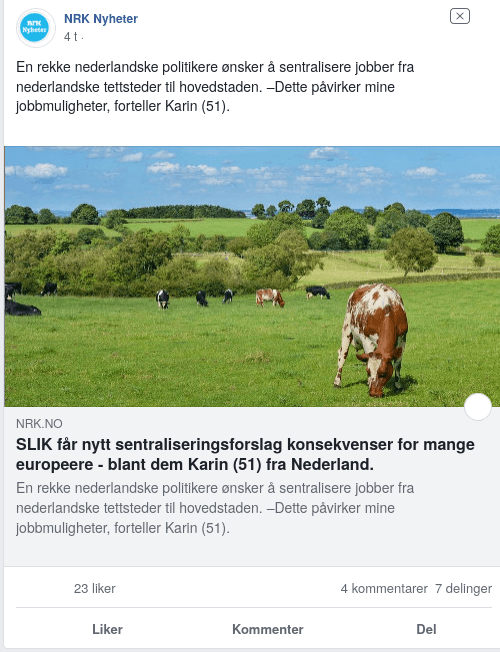 NRK Nyheter
NRK
Nyheter
4 t ·
En rekke nederlandske politikere ønsker å sentralisere jobber fra
nederlandske tettsteder til hovedstaden. –Dette påvirker mine
jobbmuligheter, forteller Karin (51).
NRK.NO
SLIK får nytt sentraliseringsforslag konsekvenser for mange
europeere - blant dem Karin (51) fra Nederland.
En rekke nederlandske politikere ønsker å sentralisere jobber fra
nederlandske tettsteder til hovedstaden. –Dette påvirker mine
jobbmuligheter, forteller Karin (51).
23 liker 4 kommentarer 7 delinger
Liker Kommenter Del